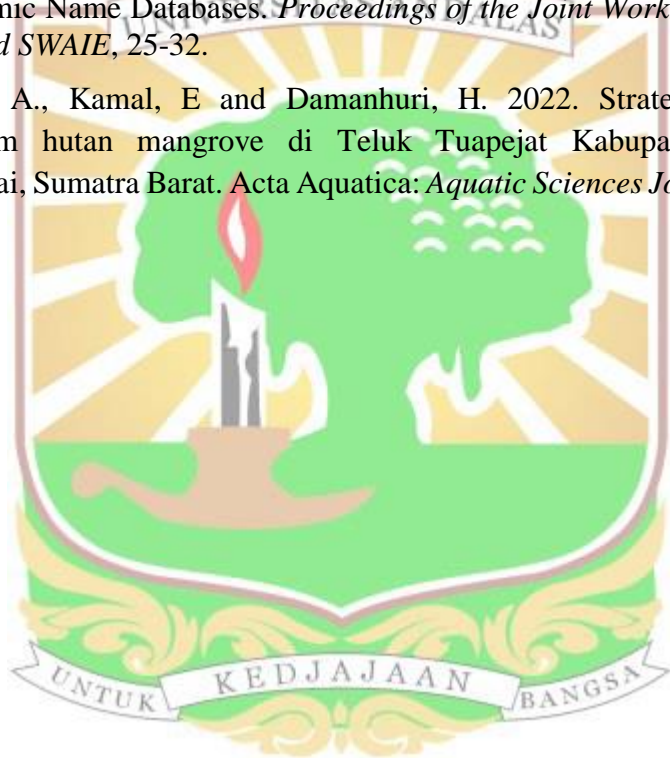 mic Name Databases. Proceedings of the Joint Work
d SWAIE, 25-32.
A., Kamal, E and Damanhuri, H. 2022. Strate
m hutan mangrove di Teluk Tuapejat Kabupa
ai, Sumatra Barat. Acta Aquatica: Aquatic Sciences Jo
UNTUK KEDJAJAAN BANGSA